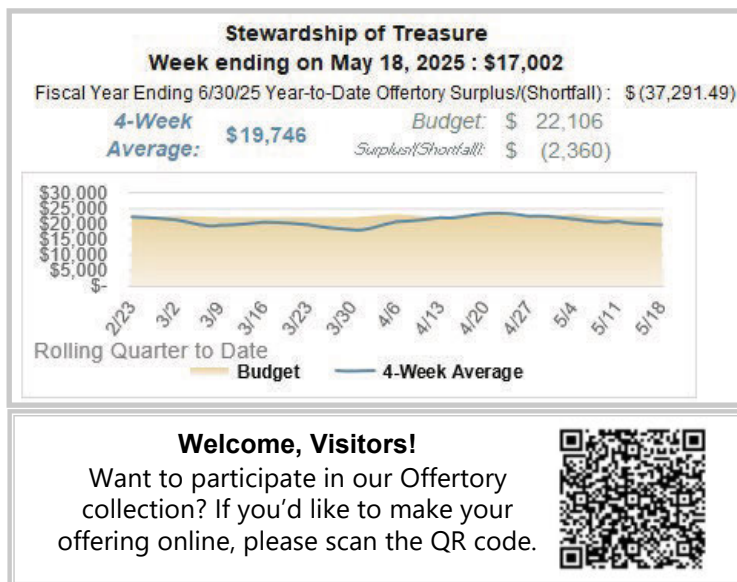 Stewardship of Treasure
Week ending on May 18, 2025 : $17,002
Fiscal Year Ending 6/30/25 Year-to-Date Offertory Surplus/(Shortfall) : $ (37,291.49)
4-Week Average: $19,746
Budget: $ 22,106
Surplus/(Shortfall): $ (2,360)
$30,000
$25,000
$20,000
$15,000
$10,000
$5,000
$-
2/23 3/2 3/9 3/16 3/23 3/30 4/6 4/13 4/20 4/27 5/4 5/11 5/18
Rolling Quarter to Date
Budget 4-Week Average
Welcome, Visitors!
Want to participate in our Offertory
collection? If you'd like to make your
offering online, please scan the QR code.